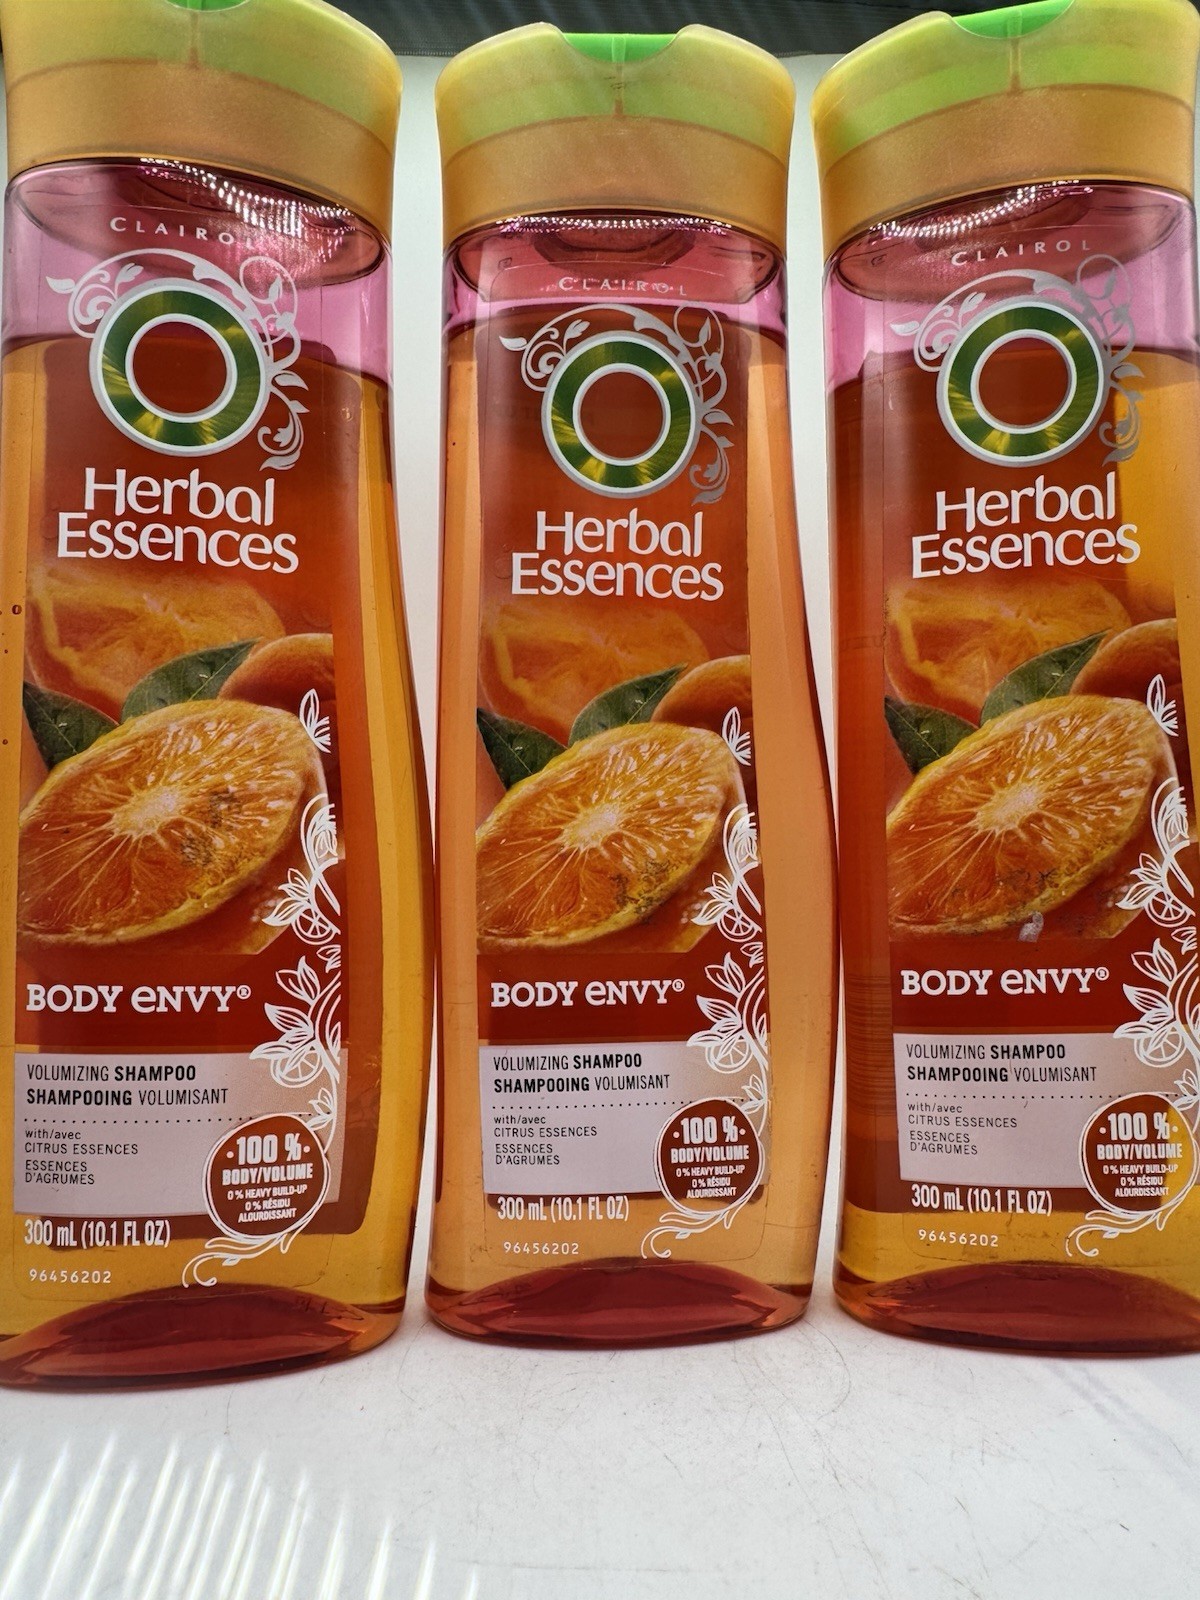 CLAIROL
Herbal
Essences
BODY eNVY®
VOLUMIZING SHAMPOO
SHAMPOOING VOLUMISANT
with/avec
CITRUS ESSENCES
ESSENCES
D'AGRUMES
·100 %·
BODY/VOLUME
0 % HEAVY BUILD-UP
0 % RÉSIDU
ALOURDISSANT
300 mL (10.1 FL OZ)
96456202
CLAIROL
Herbal
Essences
BODY eNVY®
VOLUMIZING SHAMPOO
SHAMPOOING VOLUMISANT
with/avec
CITRUS ESSENCES
ESSENCES
D'AGRUMES
·100 %·
BODY/VOLUME
0 % HEAVY BUILD-UP
0 % RÉSIDU
ALOURDISSANT
300 mL (10.1 FL OZ)
96456202
CLAIROL
Herbal
Essences
BODY eNVY®
VOLUMIZING SHAMPOO
SHAMPOOING VOLUMISANT
with/avec
CITRUS ESSENCES
ESSENCES
D'AGRUMES
·100 %·
BODY/VOLUME
0 % HEAVY BUILD-UP
0 % RÉSIDU
ALOURDISSANT
300 mL (10.1 FL OZ)
96456202